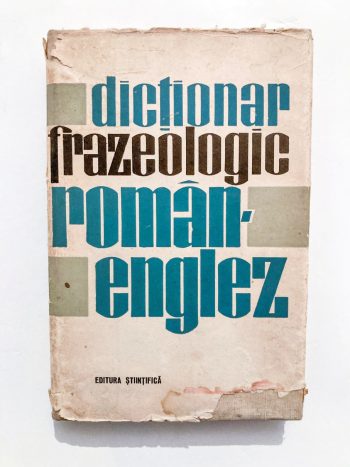 dicționar
frazeologic
român-
englez
EDITURA ȘTIINȚIFICĂ